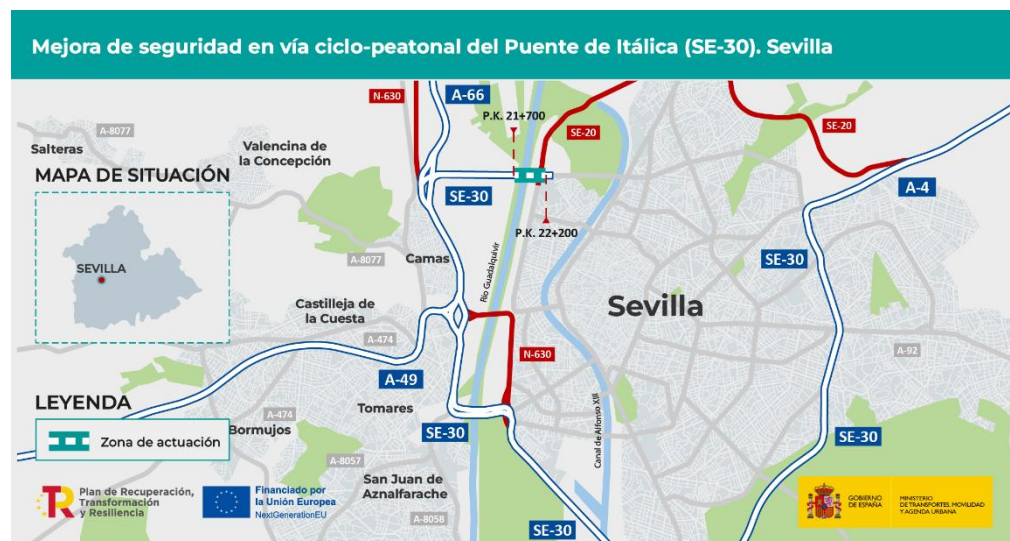 Mejora de seguridad en vía ciclo-peatonal del Puente de Itálica (SE-30). Sevilla
N-630
A-66
P.K. 21+700
SE-20
SE-20
A-8077
Salteras
Valencina de
la Concepción
MAPA DE SITUACIÓN
SE-30
A-4
P.K. 22+200
SEVILLA
A-8077
Camas
Río Guadalquivir
SE-30
Castilleja de
la Cuesta
Sevilla
A-474
N-630
A-92
A-49
LEYENDA
Tomares
A-474
Bormujos
SE-30
Canal de Alfonso XIII
SE-30
Zona de actuación
A-8057
San Juan de
Aznalfarache
Plan de Recuperación,
Transformación
y Resiliencia
Financiado por
la Unión Europea
NextGenerationEU
A-8058
SE-30
GOBIERNO
DE ESPAÑA
MINISTERIO
DE TRANSPORTES, MOVILIDAD
Y AGENDA URBANA